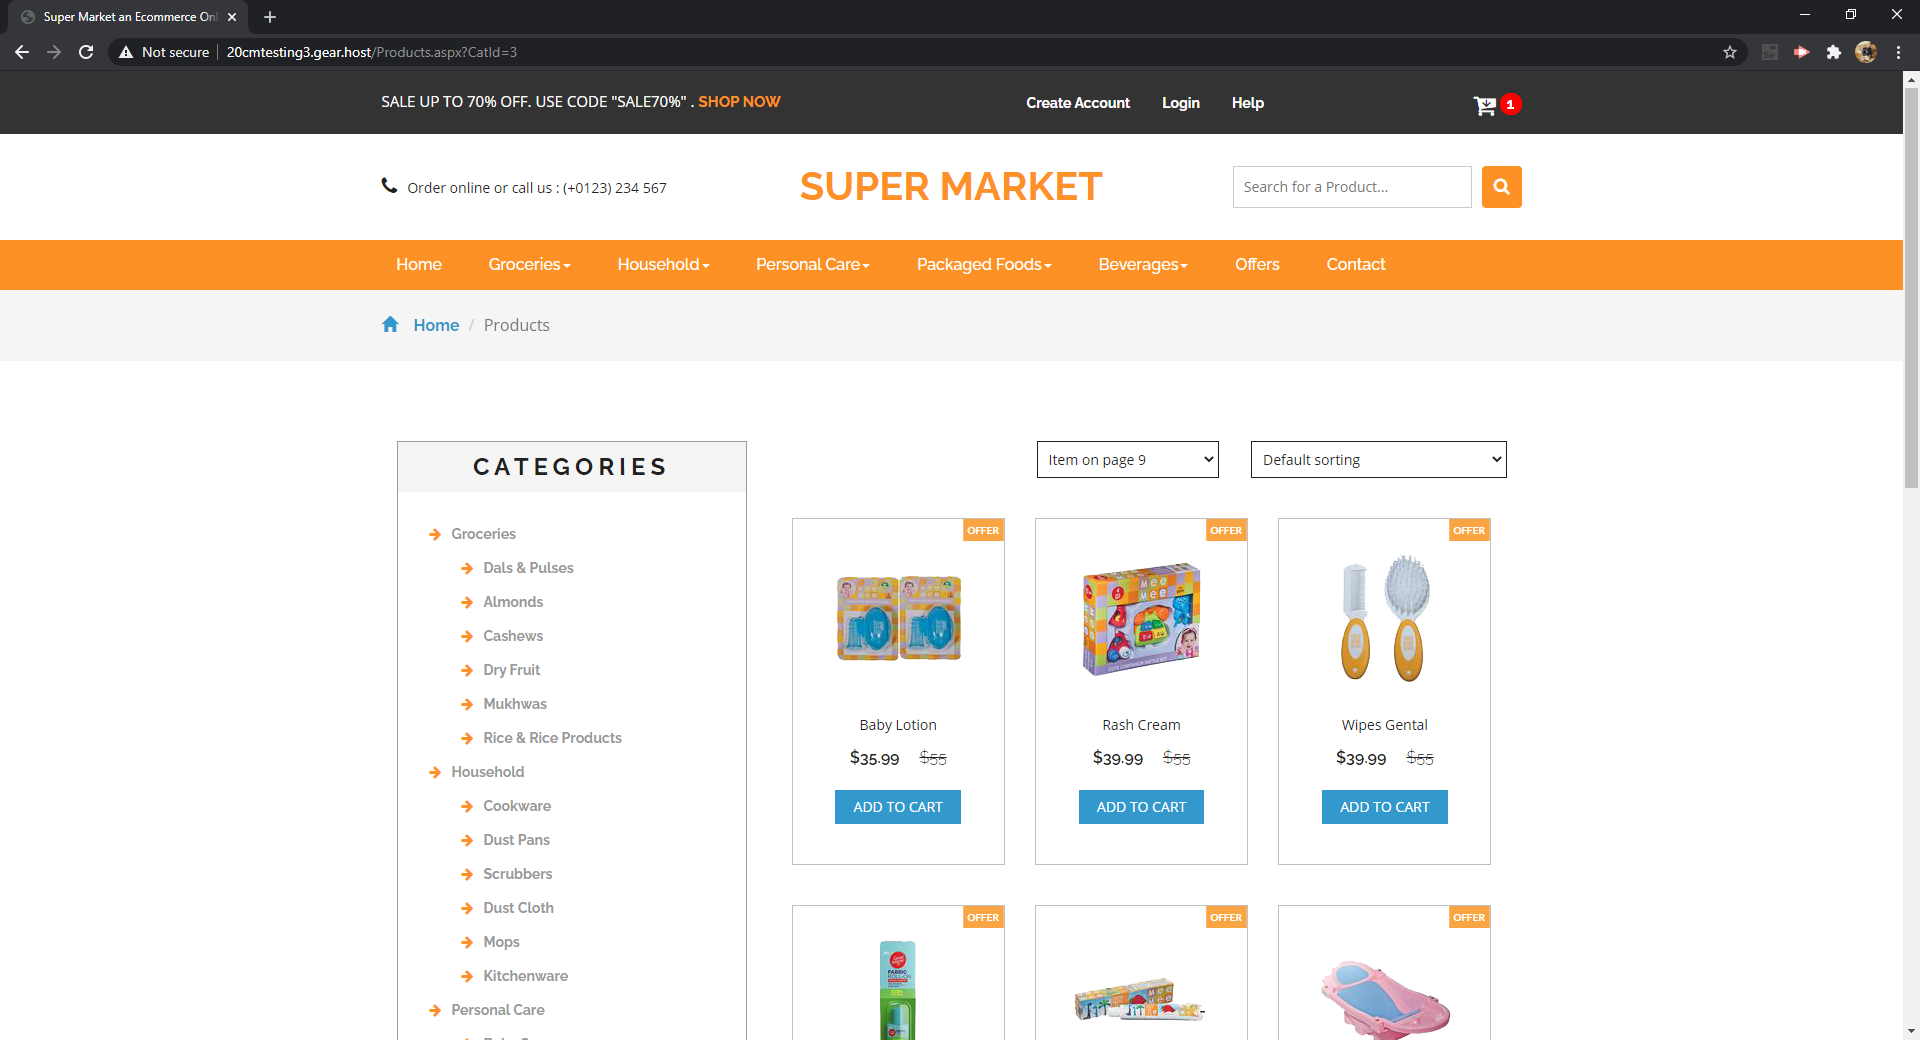 Super Market an Ecommerce Onl
Not secure
20cmtesting3.gear.host/Products.aspx?CatId=3
SALE UP TO 70% OFF. USE CODE "SALE70%" . SHOP NOW
Create Account
Login
Help
1
Order online or call us : (+0123) 234 567
SUPER MARKET
Search for a Product...
Home
Groceries
Household
Personal Care
Packaged Foods
Beverages
Offers
Contact
Home / Products
CATEGORIES
Groceries
Dals & Pulses
Almonds
Cashews
Dry Fruit
Mukhwas
Rice & Rice Products
Household
Cookware
Dust Pans
Scrubbers
Dust Cloth
Mops
Kitchenware
Personal Care
Item on page 9
Default sorting
OFFER
Baby Lotion
$35.99 $55
ADD TO CART
OFFER
Mee
Mee
Rash Cream
$39.99 $55
ADD TO CART
OFFER
Wipes Gental
$39.99 $55
ADD TO CART
OFFER
FABRIC
ROLL-ON
OFFER
OFFER